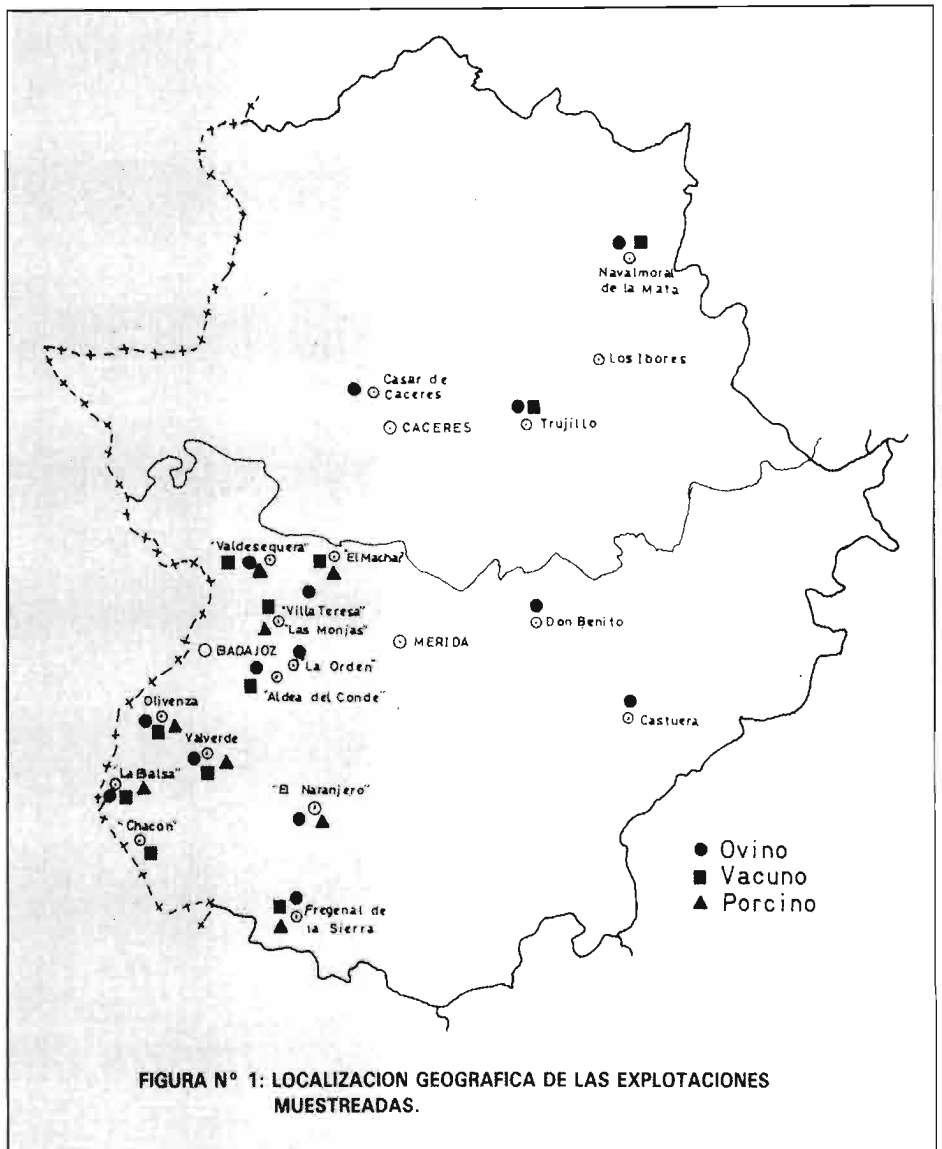 Navalmoral
de la Mata
Los Ibores
Casar de
Caceres
CACERES
Trujillo
"Valdesequera"
"El Machal"
"Villa Teresa"
"Las Monjas"
BADAJOZ
MERIDA
Don Benito
"La Orden"
"Aldea del Conde"
Olivenza
Castuera
Valverde
"La Balsa"
"El Naranjero"
"Chacon"
Ovino
Vacuno
Porcino
Fregenal de
la Sierra
FIGURA Nº 1: LOCALIZACION GEOGRAFICA DE LAS EXPLOTACIONES
MUESTREADAS.